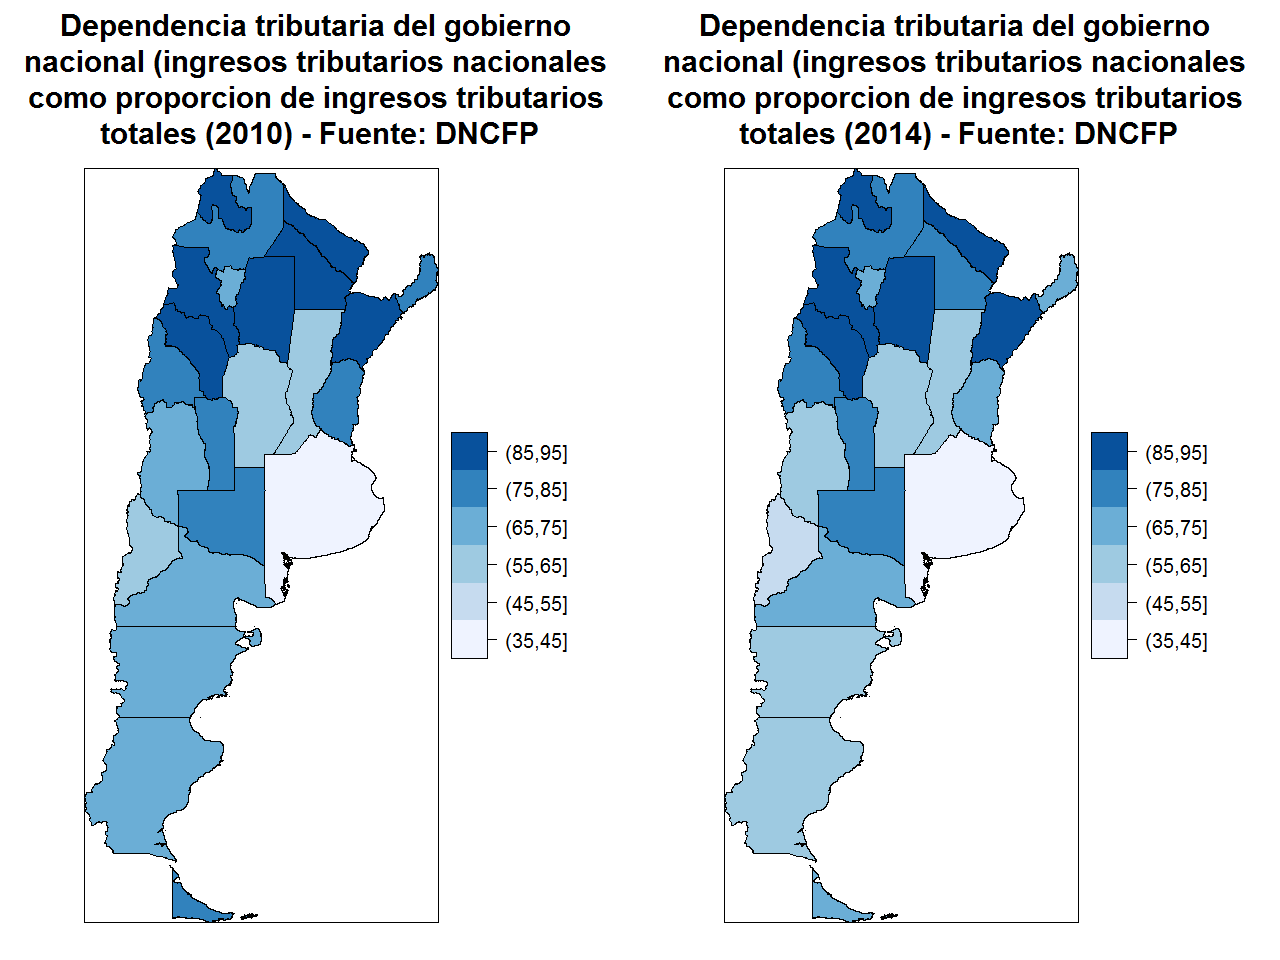 Dependencia tributaria del gobierno
nacional (ingresos tributarios nacionales
como proporcion de ingresos tributarios
totales (2010) - Fuente: DNCFP
(85,95]
(75,85]
(65,75]
(55,65]
(45,55]
(35,45]
Dependencia tributaria del gobierno
nacional (ingresos tributarios nacionales
como proporcion de ingresos tributarios
totales (2014) - Fuente: DNCFP
(85,95]
(75,85]
(65,75]
(55,65]
(45,55]
(35,45]